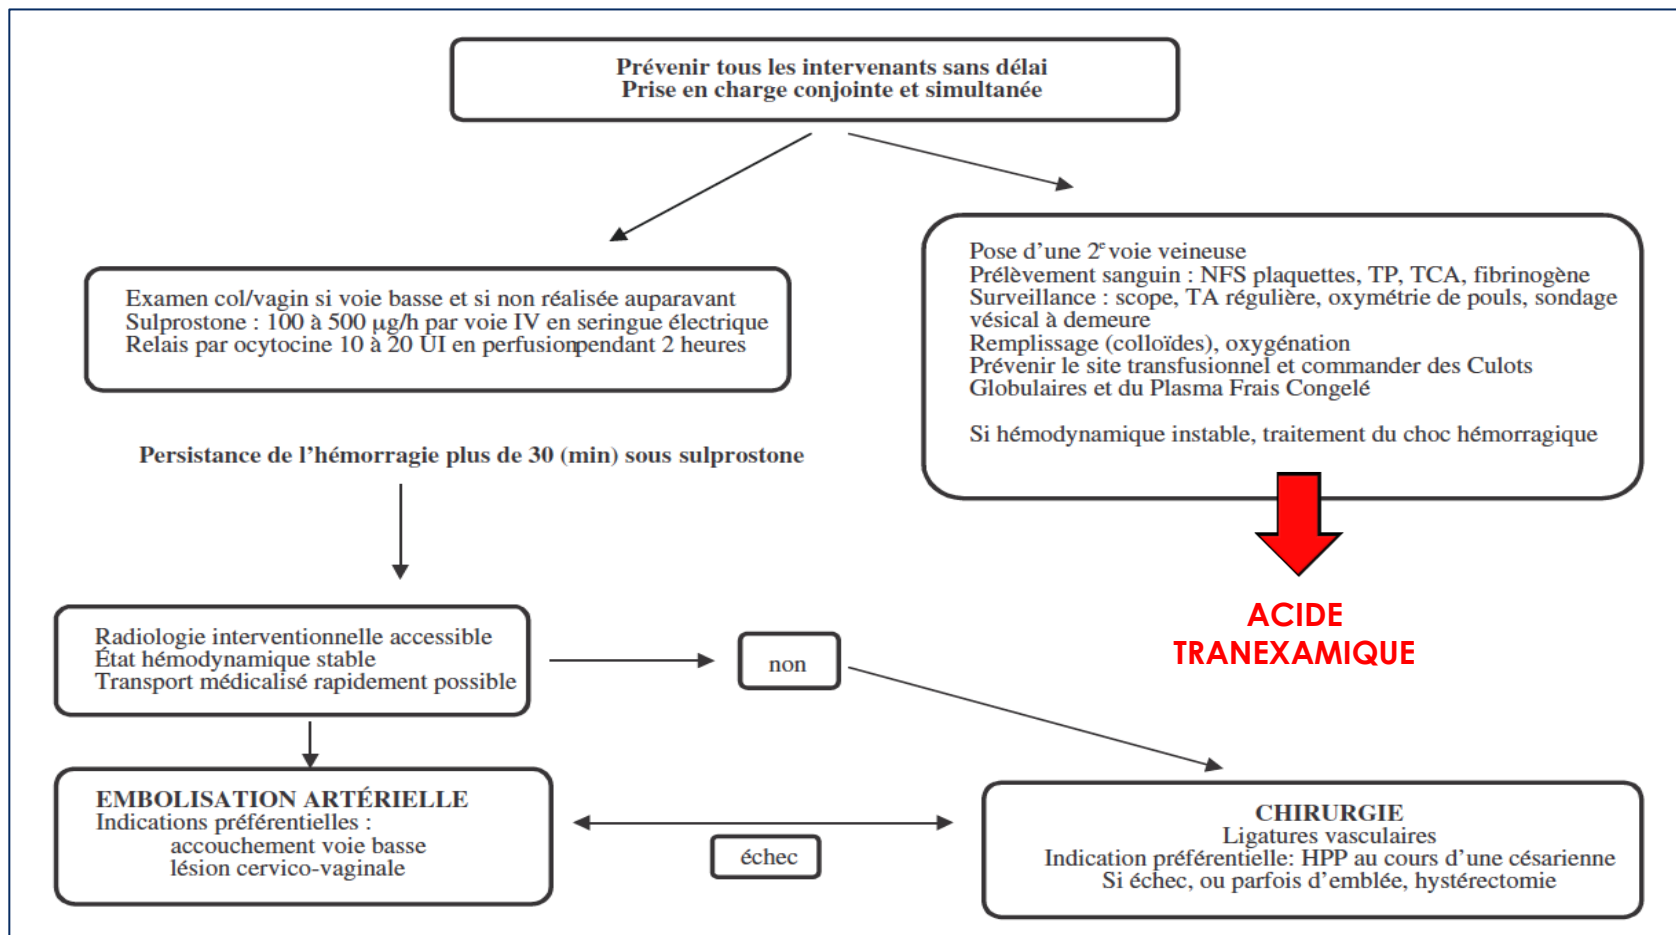 Prévenir tous les intervenants sans délai
Prise en charge conjointe et simultanée
Examen col/vagin si voie basse et si non réalisée auparavant
Sulprostone : 100 à 500 µg/h par voie IV en seringue électrique
Relais par ocytocine 10 à 20 UI en perfusionpendant 2 heures
Pose d’une 2e voie veineuse
Prélèvement sanguin : NFS plaquettes, TP, TCA, fibrinogène
Surveillance : scope, TA régulière, oxymétrie de pouls, sondage
vésical à demeure
Remplissage (colloïdes), oxygénation
Prévenir le site transfusionnel et commander des Culots
Globulaires et du Plasma Frais Congelé
Si hémodynamique instable, traitement du choc hémorragique
Persistance de l’hémorragie plus de 30 (min) sous sulprostone
ACIDE
TRANEXAMIQUE
Radiologie interventionnelle accessible
État hémodynamique stable
Transport médicalisé rapidement possible
non
EMBOLISATION ARTÉRIELLE
Indications préférentielles :
accouchement voie basse
lésion cervico-vaginale
échec
CHIRURGIE
Ligatures vasculaires
Indication préférentielle: HPP au cours d’une césarienne
Si échec, ou parfois d’emblée, hystérectomie